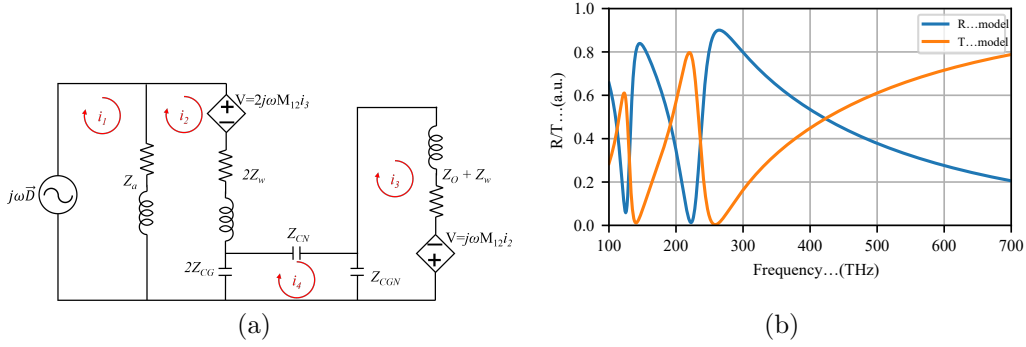 i1
i2
V=2jωM12i3
Za
2Zw
jωD⃗
i3
ZO + Zw
ZCN
V=jωM12i2
2ZCG
i4
ZCGN
(a)
1.0
0.8
0.6
0.4
0.2
0.0
R/T…(a.u.)
R…model
T…model
100 200 300 400 500 600 700
Frequency…(THz)
(b)